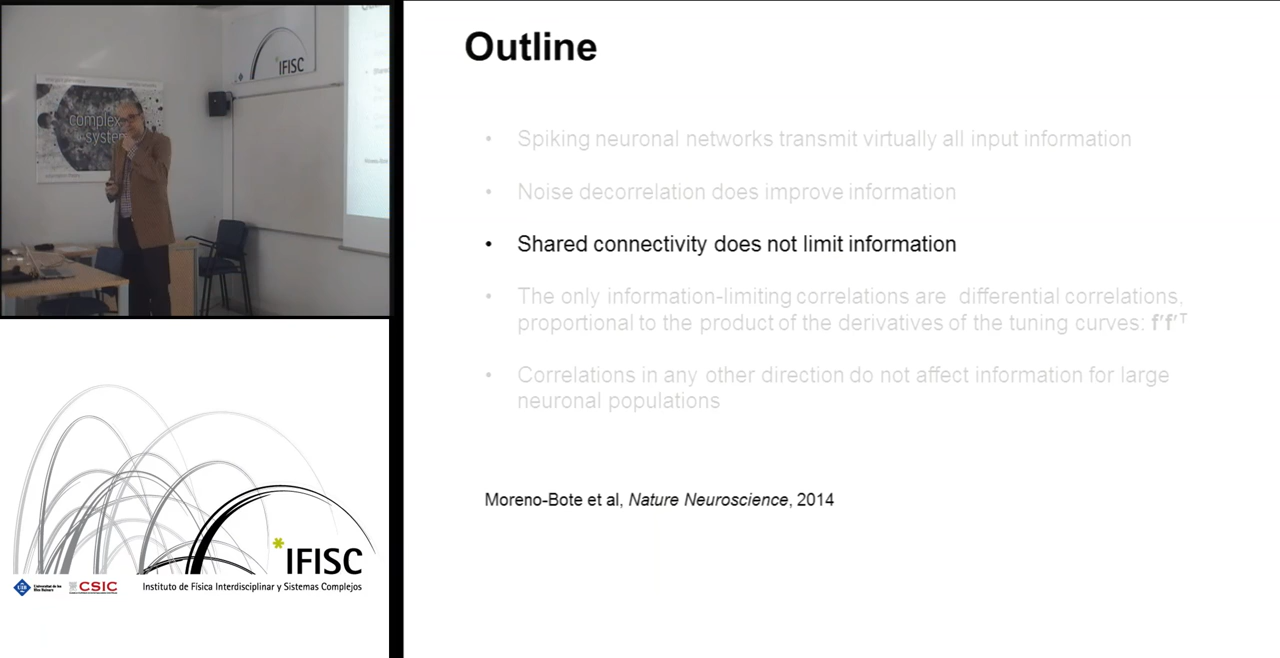 Outline
• Spiking neuronal networks transmit virtually all input information
• Noise decorrelation does improve information
• Shared connectivity does not limit information
• The only information-limiting correlations are differential correlations,
proportional to the product of the derivatives of the tuning curves: f'f'ᵀ
• Correlations in any other direction do not affect information for large
neuronal populations
Moreno-Bote et al, Nature Neuroscience, 2014
IFISC
complex
system
*IFISC
UIB
CSIC
Instituto de Física Interdisciplinar y Sistemas Complejos